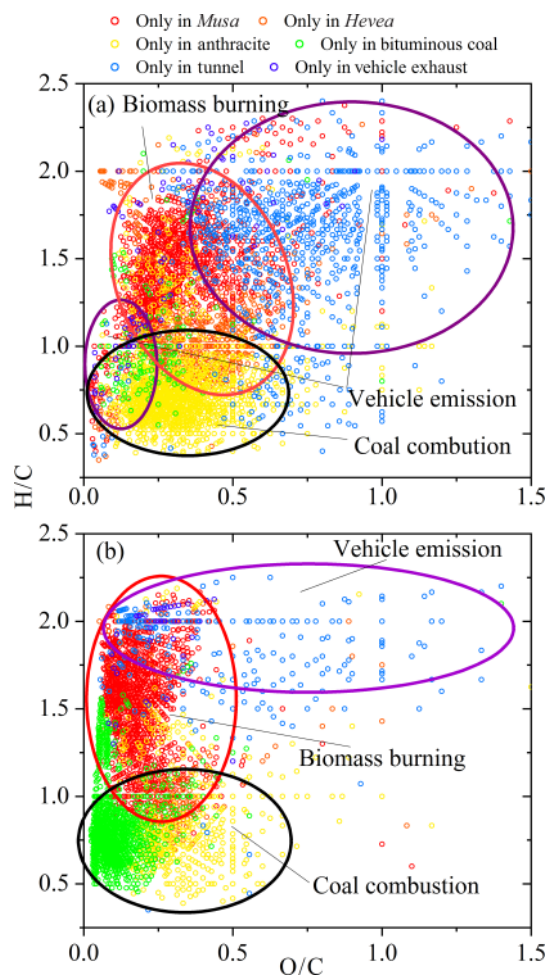 Only in Musa Only in Hevea
Only in anthracite Only in bituminous coal
Only in tunnel Only in vehicle exhaust
2.5
(a) Biomass burning
2.0
1.5
1.0
Vehicle emission
0.5
Coal combution
0.0 0.5 1.0 1.5
H/C
2.5
(b) Vehicle emission
2.0
1.5
Biomass burning
1.0
Coal combustion
0.5
0.0 0.5 1.0 1.5
O/C